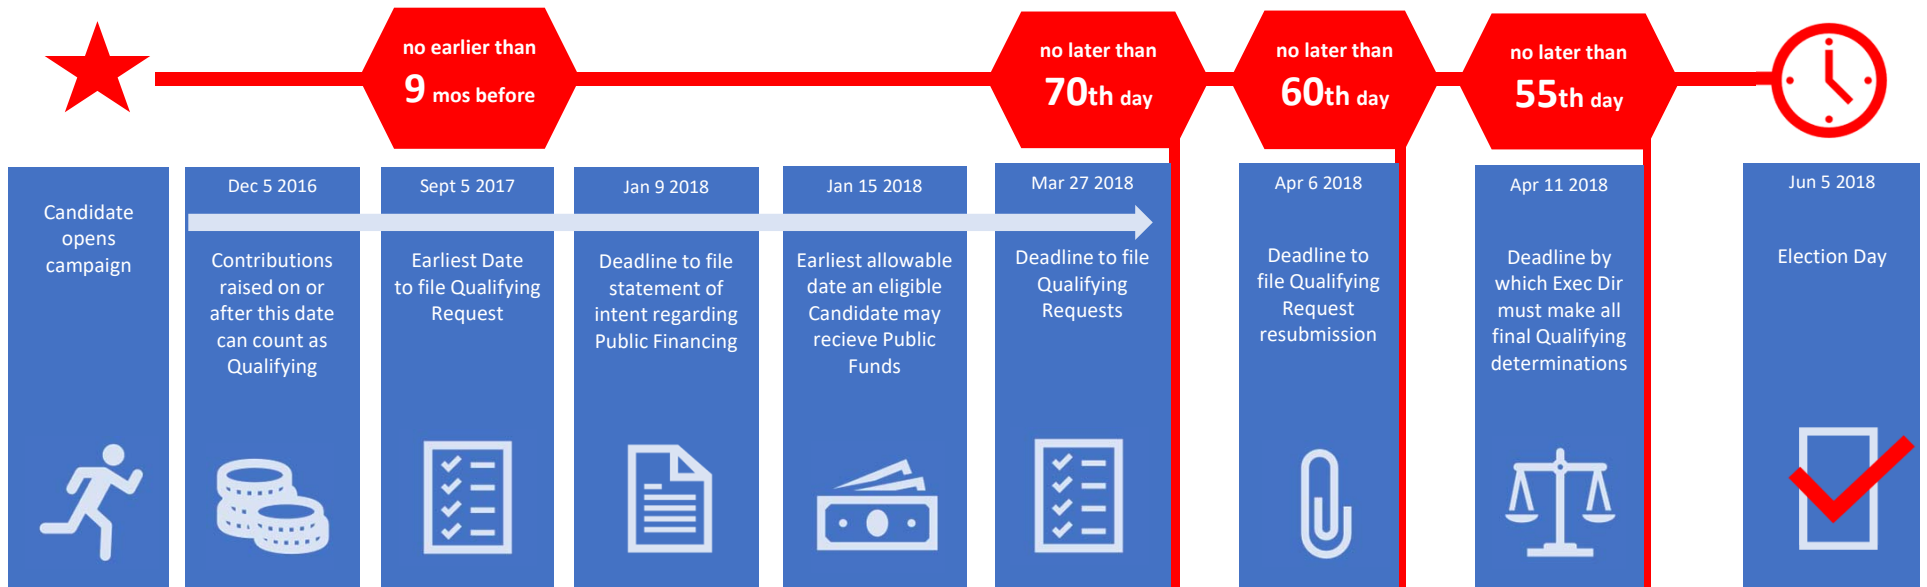 no earlier than
9 mos before
no later than
70th day
no later than
60th day
no later than
55th day
Candidate
opens
campaign
Dec 5 2016
Contributions
raised on or
after this date
can count as
Qualifying
Sept 5 2017
Earliest Date
to file Qualifying
Request
Jan 9 2018
Deadline to file
statement of
intent regarding
Public Financing
Jan 15 2018
Earliest allowable
date an eligible
Candidate may
recieve Public
Funds
Mar 27 2018
Deadline to file
Qualifying
Requests
Apr 6 2018
Deadline to
file Qualifying
Request
resubmission
Apr 11 2018
Deadline by
which Exec Dir
must make all
final Qualifying
determinations
Jun 5 2018
Election Day